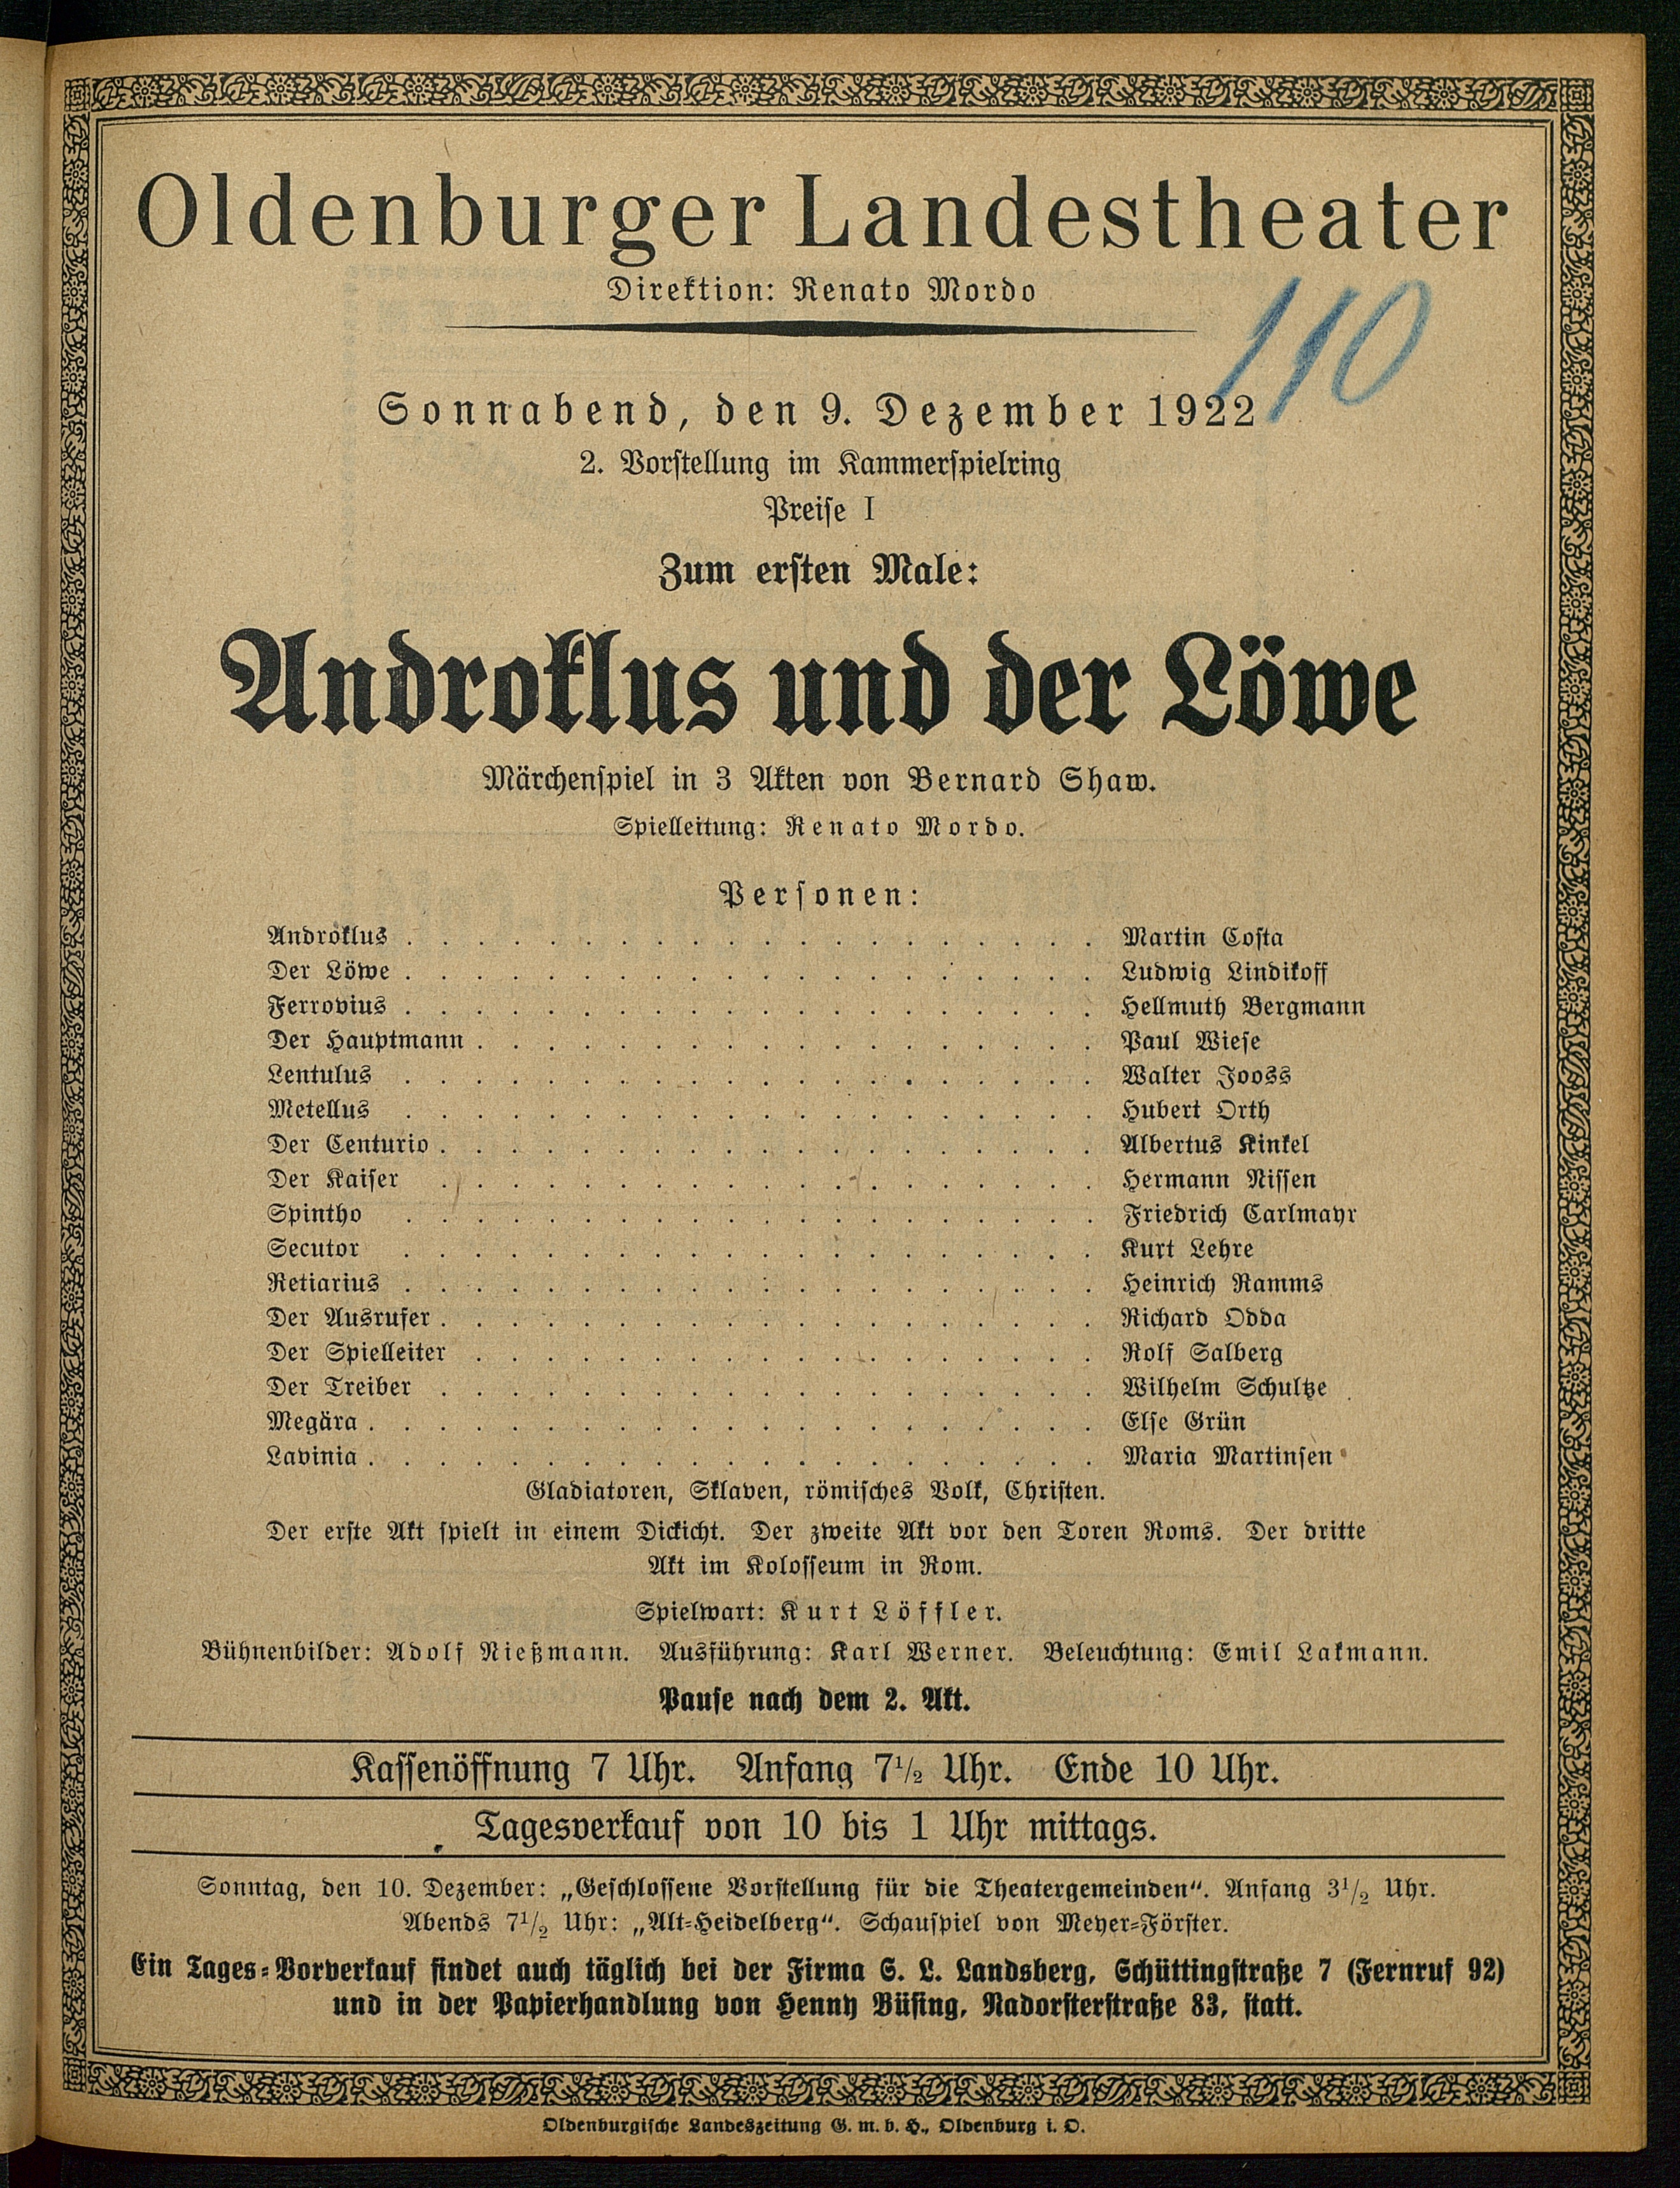 Oldenburger Landestheater
Direktion: Renato Mordo
110
Sonnabend, den 9. Dezember 1922
2. Vorstellung im Kammerspielring
Preise I
Zum ersten Male:
Androklus und der Löwe
Märchenspiel in 3 Akten von Bernard Shaw.
Spielleitung: Renato Mordo.
Personen:
Androklus . . . . . . . . . . . . . . . . . . . . Martin Costa
Der Löwe . . . . . . . . . . . . . . . . . . . . Ludwig Lindikoff
Ferrovius . . . . . . . . . . . . . . . . . . . . Hellmuth Bergmann
Der Hauptmann . . . . . . . . . . . . . . . . . . Paul Wiese
Lentulus . . . . . . . . . . . . . . . . . . . . Walter Jooss
Metellus . . . . . . . . . . . . . . . . . . . . Hubert Orth
Der Centurio . . . . . . . . . . . . . . . . . . . Albertus Kinkel
Der Kaiser . . . . . . . . . . . . . . . . . . . Hermann Nissen
Spintho . . . . . . . . . . . . . . . . . . . . Friedrich Carlmayr
Secutor . . . . . . . . . . . . . . . . . . . . Kurt Lehre
Retiarius . . . . . . . . . . . . . . . . . . . . Heinrich Ramms
Der Ausrufer . . . . . . . . . . . . . . . . . . . Richard Odda
Der Spielleiter . . . . . . . . . . . . . . . . . . Rolf Salberg
Der Treiber . . . . . . . . . . . . . . . . . . . Wilhelm Schultze
Megära . . . . . . . . . . . . . . . . . . . . . Else Grün
Lavinia . . . . . . . . . . . . . . . . . . . . . Maria Martinsen
Gladiatoren, Sklaven, römisches Volk, Christen.
Der erste Akt spielt in einem Dickicht. Der zweite Akt vor den Toren Roms. Der dritte
Akt im Kolosseum in Rom.
Spielwart: Kurt Löffler.
Bühnenbilder: Adolf Nießmann. Ausführung: Karl Werner. Beleuchtung: Emil Lakmann.
Pause nach dem 2. Akt.
Kassenöffnung 7 Uhr. Anfang 7½ Uhr. Ende 10 Uhr.
Tagesverkauf von 10 bis 1 Uhr mittags.
Sonntag, den 10. Dezember: „Geschlossene Vorstellung für die Theatergemeinden“. Anfang 3½ Uhr.
Abends 7½ Uhr: „Alt-Heidelberg“. Schauspiel von Meyer-Förster.
Ein Tages-Vorverkauf findet auch täglich bei der Firma S. L. Landsberg, Schüttingstraße 7 (Fernruf 92)
und in der Papierhandlung von Henny Büsing, Nadorsterstraße 83, statt.
Oldenburgische Landeszeitung G. m. b. H., Oldenburg i. O.